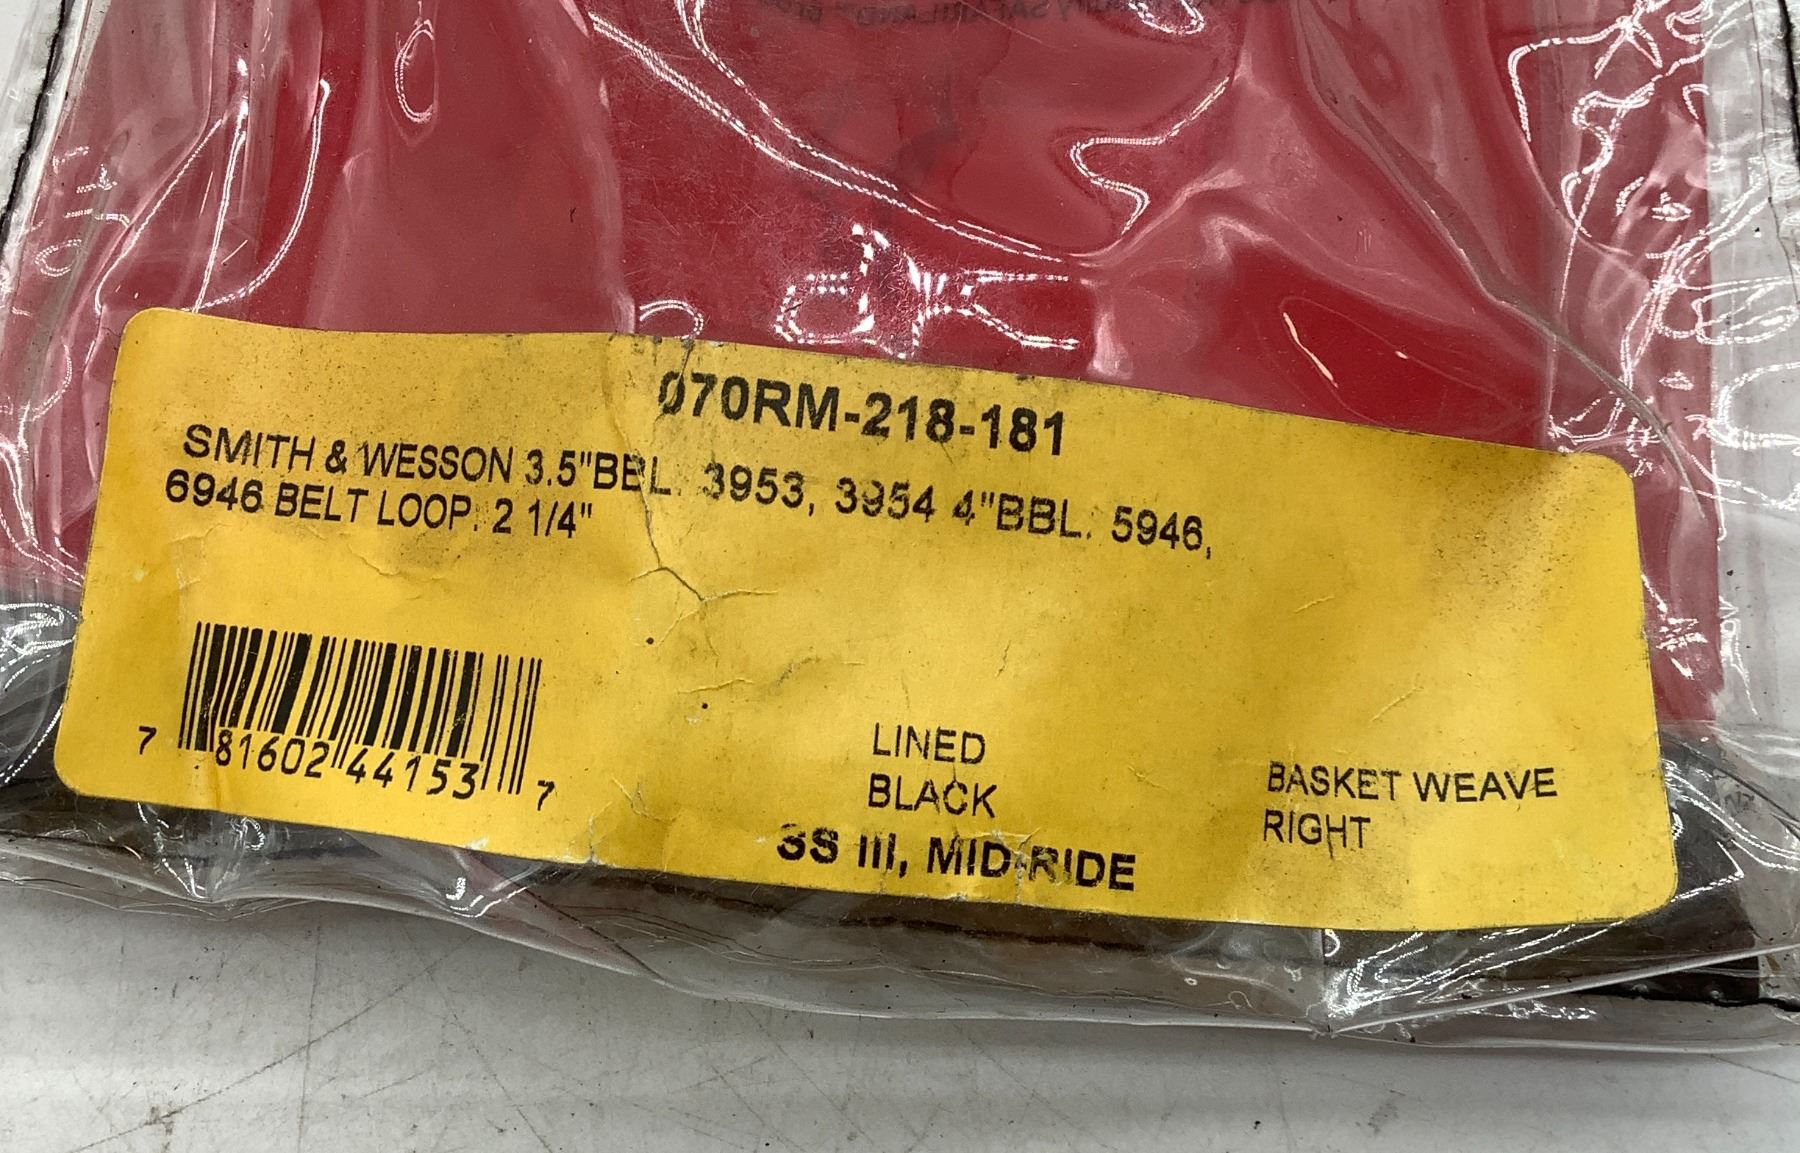 070RM-218-181
SMITH & WESSON 3.5"BBL. 3953, 3954 4"BBL. 5946,
6946 BELT LOOP: 2 1/4"
7 81602 44153 7
LINED
BLACK
BASKET WEAVE
RIGHT
SS III, MID-RIDE